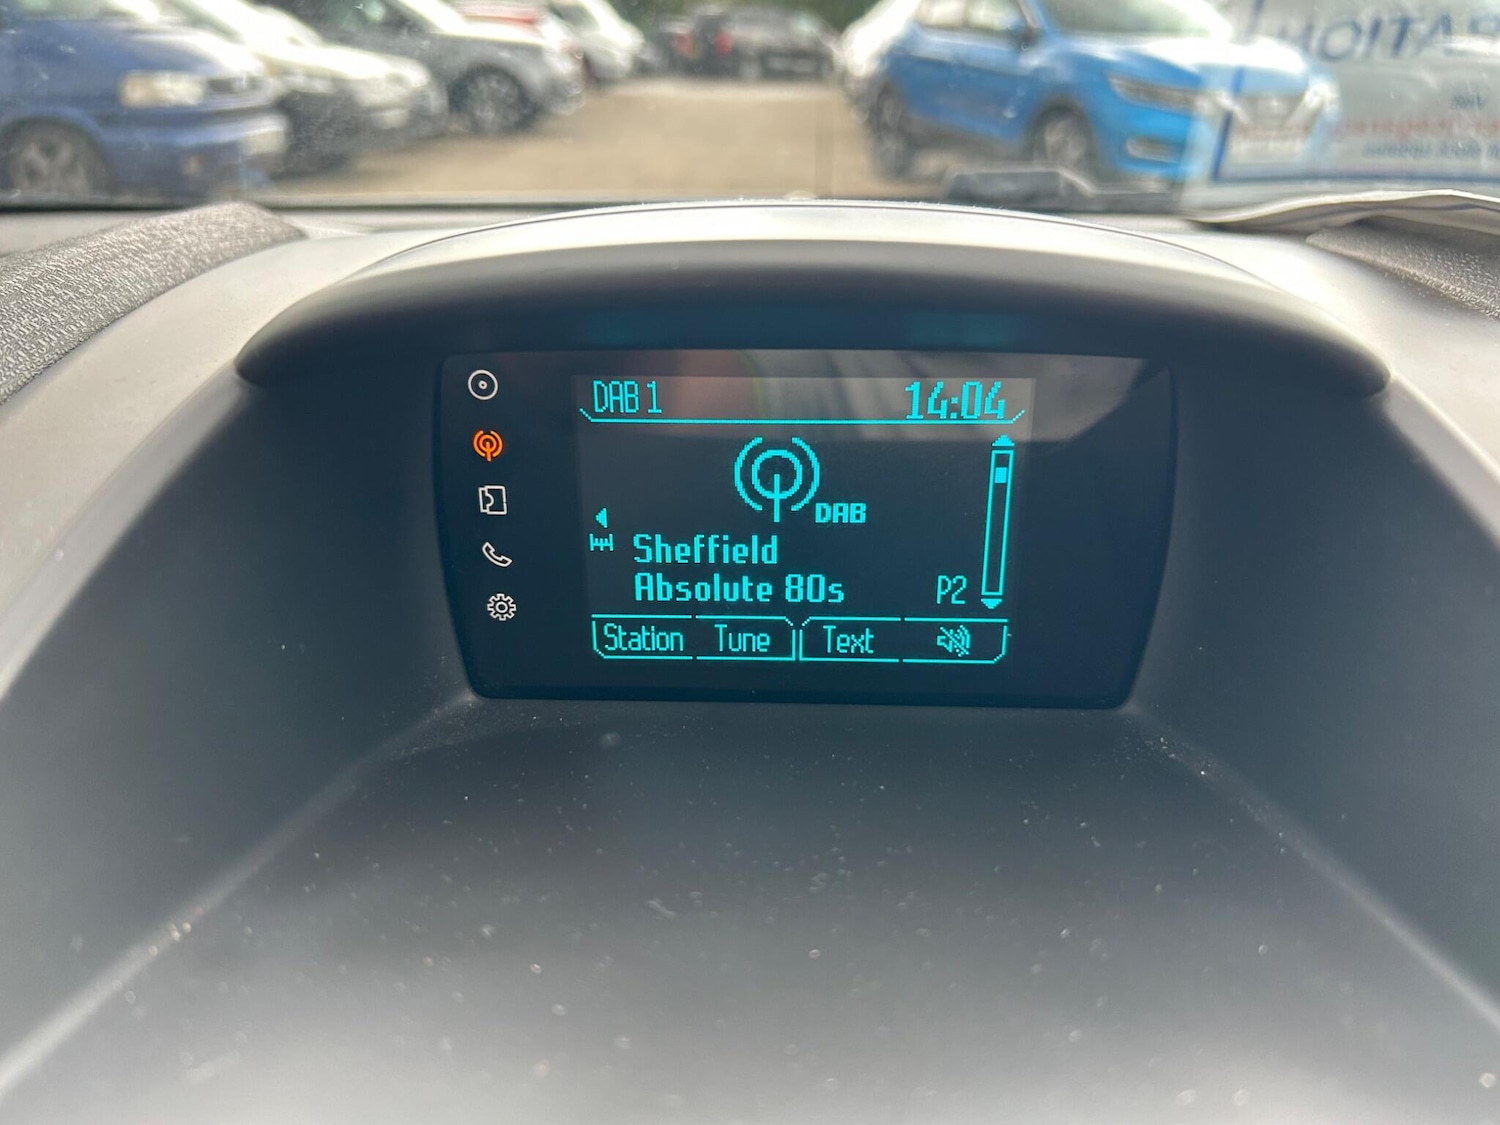 DAB 1 14:04
DAB
Sheffield
Absolute 80s P2
Station Tune Text